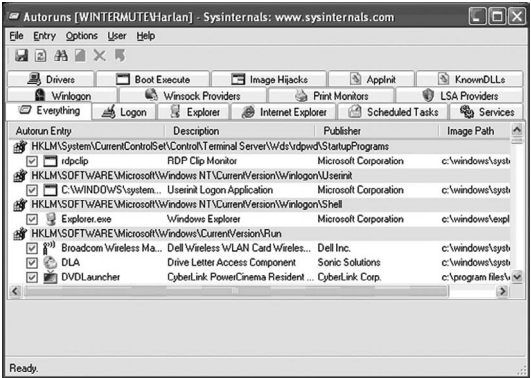 Autoruns [WINTERMUTE\Harlan] - Sysinternals: www.sysinternals.com
File Entry Options User Help
Drivers Boot Execute Image Hijacks AppInit KnownDLLs
Winlogon Winsock Providers Print Monitors LSA Providers
Everything Logon Explorer Internet Explorer Scheduled Tasks Services
Autorun Entry Description Publisher Image Path
HKLM\System\CurrentControlSet\Control\Terminal Server\Wds\rdpwd\StartupPrograms
rdpclip RDP Clip Monitor Microsoft Corporation c:\windows\syst
HKLM\SOFTWARE\Microsoft\Windows NT\CurrentVersion\Winlogon\Userinit
C:\WINDOWS\system... Userinit Logon Application Microsoft Corporation c:\windows\syst
HKLM\SOFTWARE\Microsoft\Windows NT\CurrentVersion\Winlogon\Shell
Explorer.exe Windows Explorer Microsoft Corporation c:\windows\expl
HKLM\SOFTWARE\Microsoft\Windows\CurrentVersion\Run
Broadcom Wireless Ma... Dell Wireless WLAN Card Wireles... Dell Inc. c:\windows\syst
DLA Drive Letter Access Component Sonic Solutions c:\windows\syst
DVDLauncher CyberLink PowerCinema Resident ... CyberLink Corp. c:\program files\
Ready.